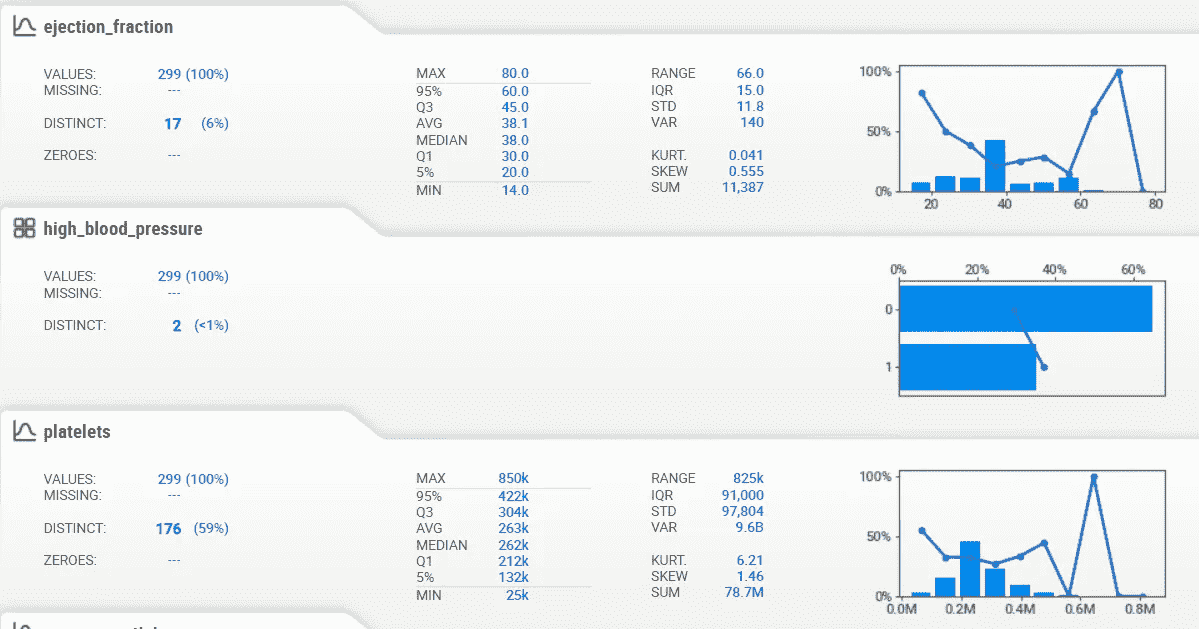 ejection_fraction
VALUES: 299 (100%)
MISSING: ---
DISTINCT: 17 (6%)
ZEROES: ---
MAX 80.0
95% 60.0
Q3 45.0
AVG 38.1
MEDIAN 38.0
Q1 30.0
5% 20.0
MIN 14.0
RANGE 66.0
IQR 15.0
STD 11.8
VAR 140
KURT. 0.041
SKEW 0.555
SUM 11,387
100%
50%
0%
20 40 60 80
high_blood_pressure
VALUES: 299 (100%)
MISSING: ---
DISTINCT: 2 (<1%)
0% 20% 40% 60%
0
1
platelets
VALUES: 299 (100%)
MISSING: ---
DISTINCT: 176 (59%)
ZEROES: ---
MAX 850k
95% 422k
Q3 304k
AVG 263k
MEDIAN 262k
Q1 212k
5% 132k
MIN 25k
RANGE 825k
IQR 91,000
STD 97,804
VAR 9.6B
KURT. 6.21
SKEW 1.46
SUM 78.7M
100%
50%
0%
0.0M 0.2M 0.4M 0.6M 0.8M